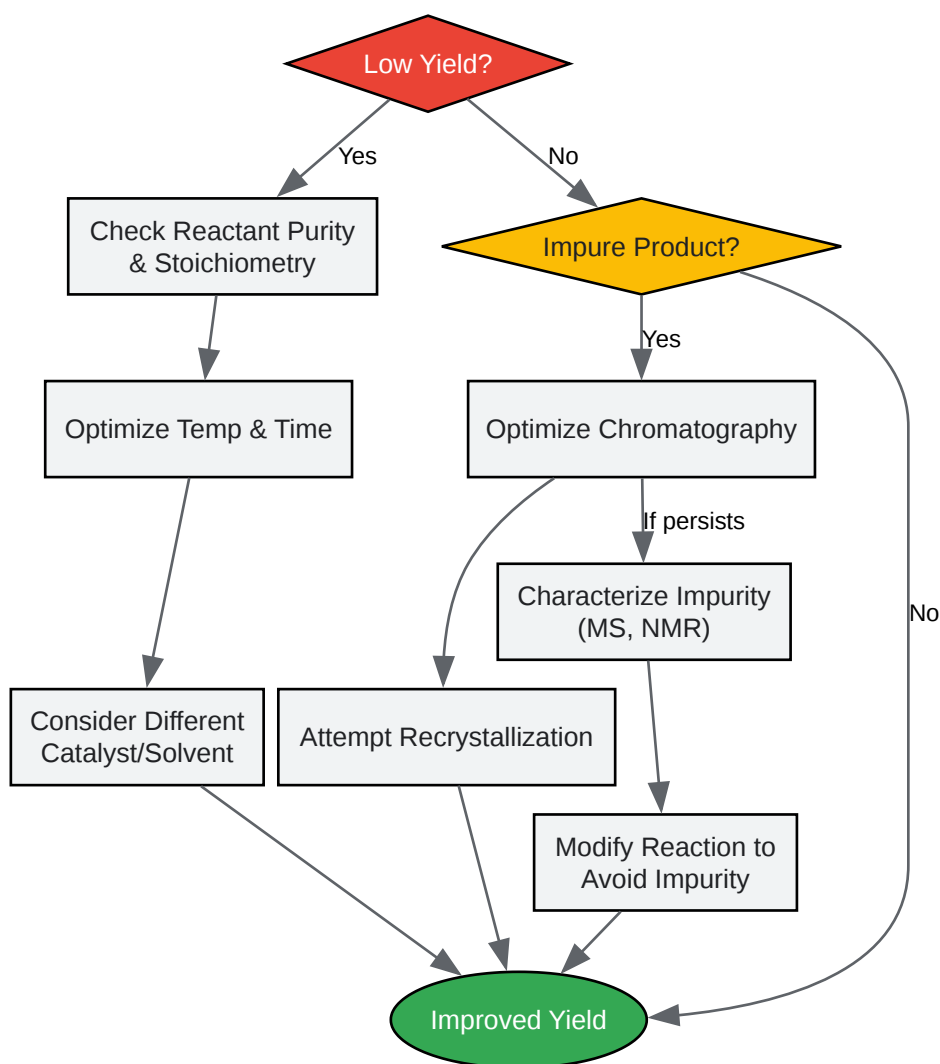 Low Yield?
Yes
No
Check Reactant Purity
& Stoichiometry
Impure Product?
Yes
Optimize Temp & Time
Optimize Chromatography
If persists
Characterize Impurity
(MS, NMR)
No
Consider Different
Catalyst/Solvent
Attempt Recrystallization
Modify Reaction to
Avoid Impurity
Improved Yield